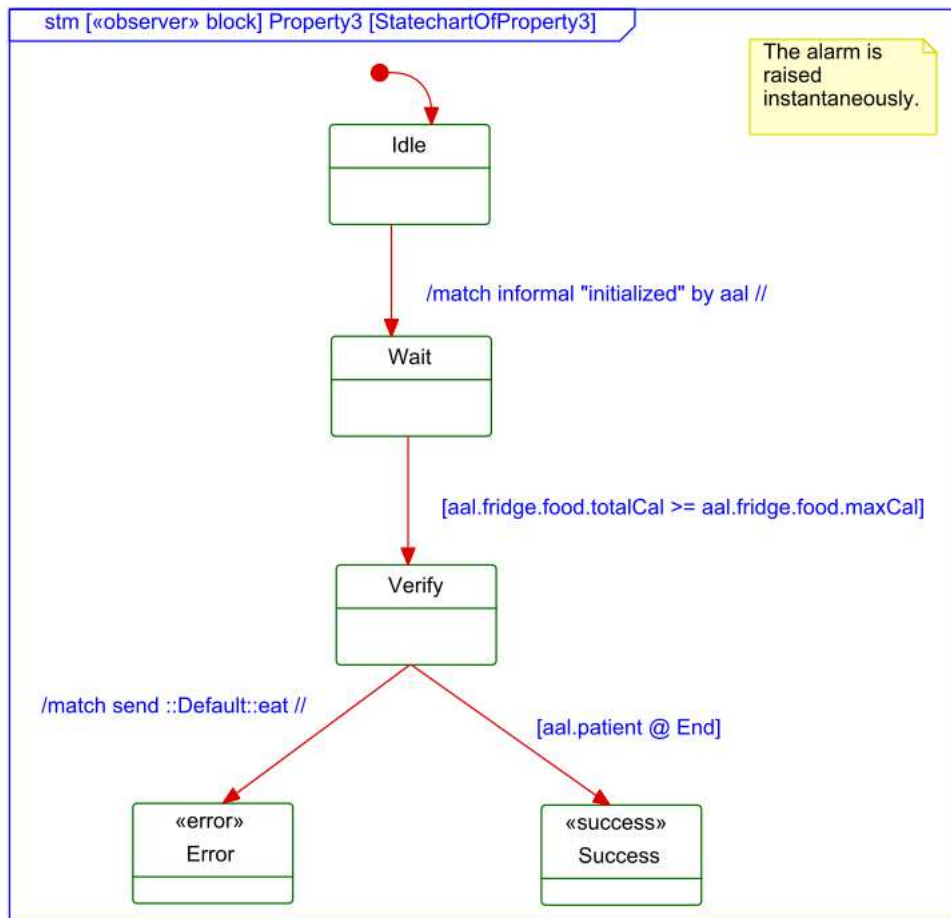 stm [«observer» block] Property3 [StatechartOfProperty3]
The alarm is
raised
instantaneously.
Idle
/match informal "initialized" by aal //
Wait
[aal.fridge.food.totalCal >= aal.fridge.food.maxCal]
Verify
/match send ::Default::eat //
[aal.patient @ End]
«error»
Error
«success»
Success